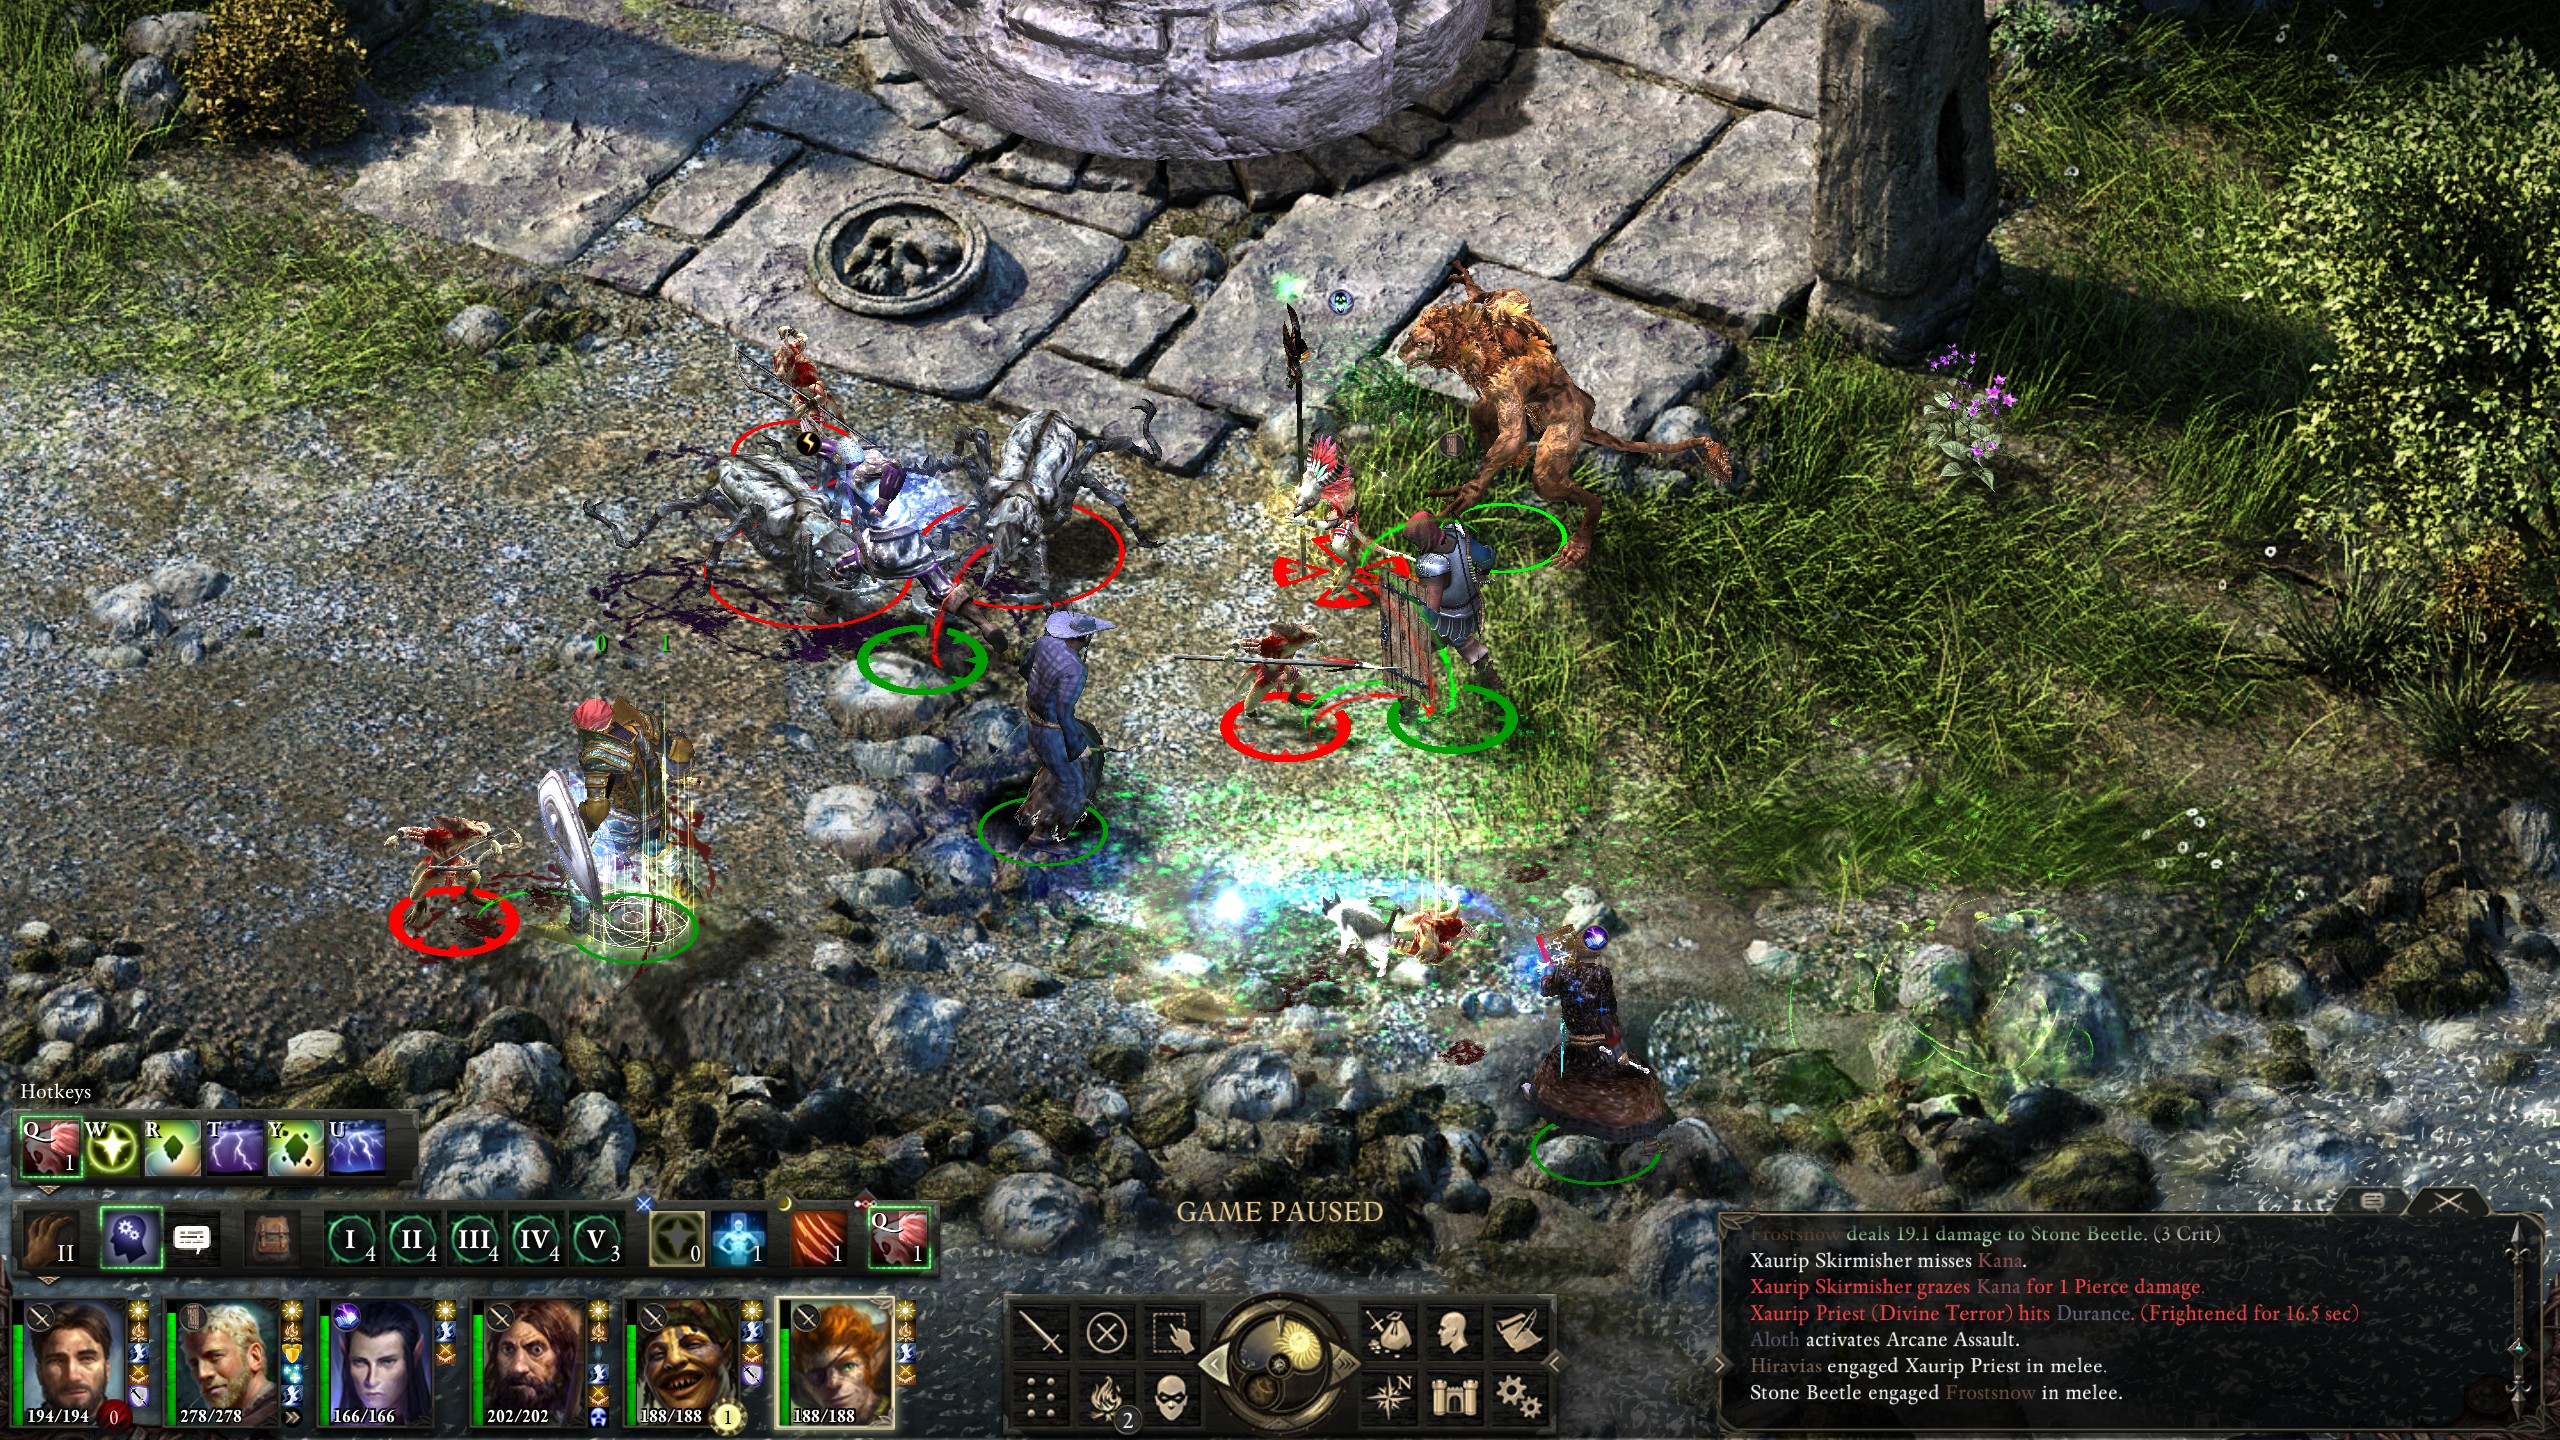 0 1
Hotkeys
Q 1 W R T Y U
II I 4 II 4 III 4 IV 4 V 3 0 1 1 Q 1
194/194 0 278/278 166/166 202/202 188/188 1 188/188
GAME PAUSED
N
2
Frostsnow deals 19.1 damage to Stone Beetle. (3 Crit)
Xaurip Skirmisher misses Kana.
Xaurip Skirmisher grazes Kana for 1 Pierce damage.
Xaurip Priest (Divine Terror) hits Durance. (Frightened for 16.5 sec)
Aloth activates Arcane Assault.
Hiravias engaged Xaurip Priest in melee.
Stone Beetle engaged Frostsnow in melee.